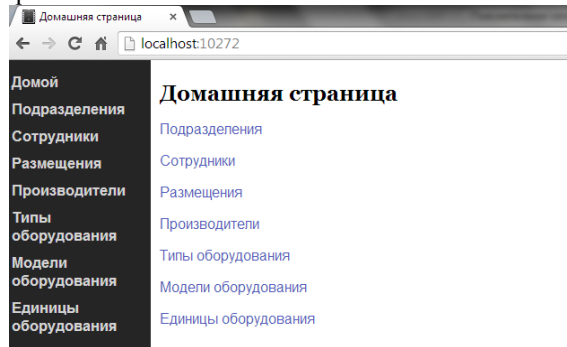 Домашняя страница
localhost:10272
Домой
Подразделения
Сотрудники
Размещения
Производители
Типы
оборудования
Модели
оборудования
Единицы
оборудования
Домашняя страница
Подразделения
Сотрудники
Размещения
Производители
Типы оборудования
Модели оборудования
Единицы оборудования